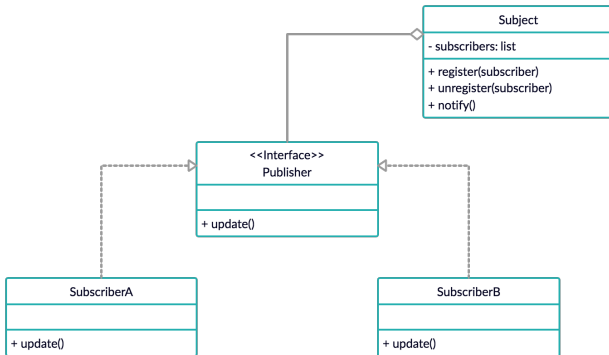 Subject
- subscribers: list
+ register(subscriber)
+ unregister(subscriber)
+ notify()
<<Interface>>
Publisher
+ update()
SubscriberA
+ update()
SubscriberB
+ update()